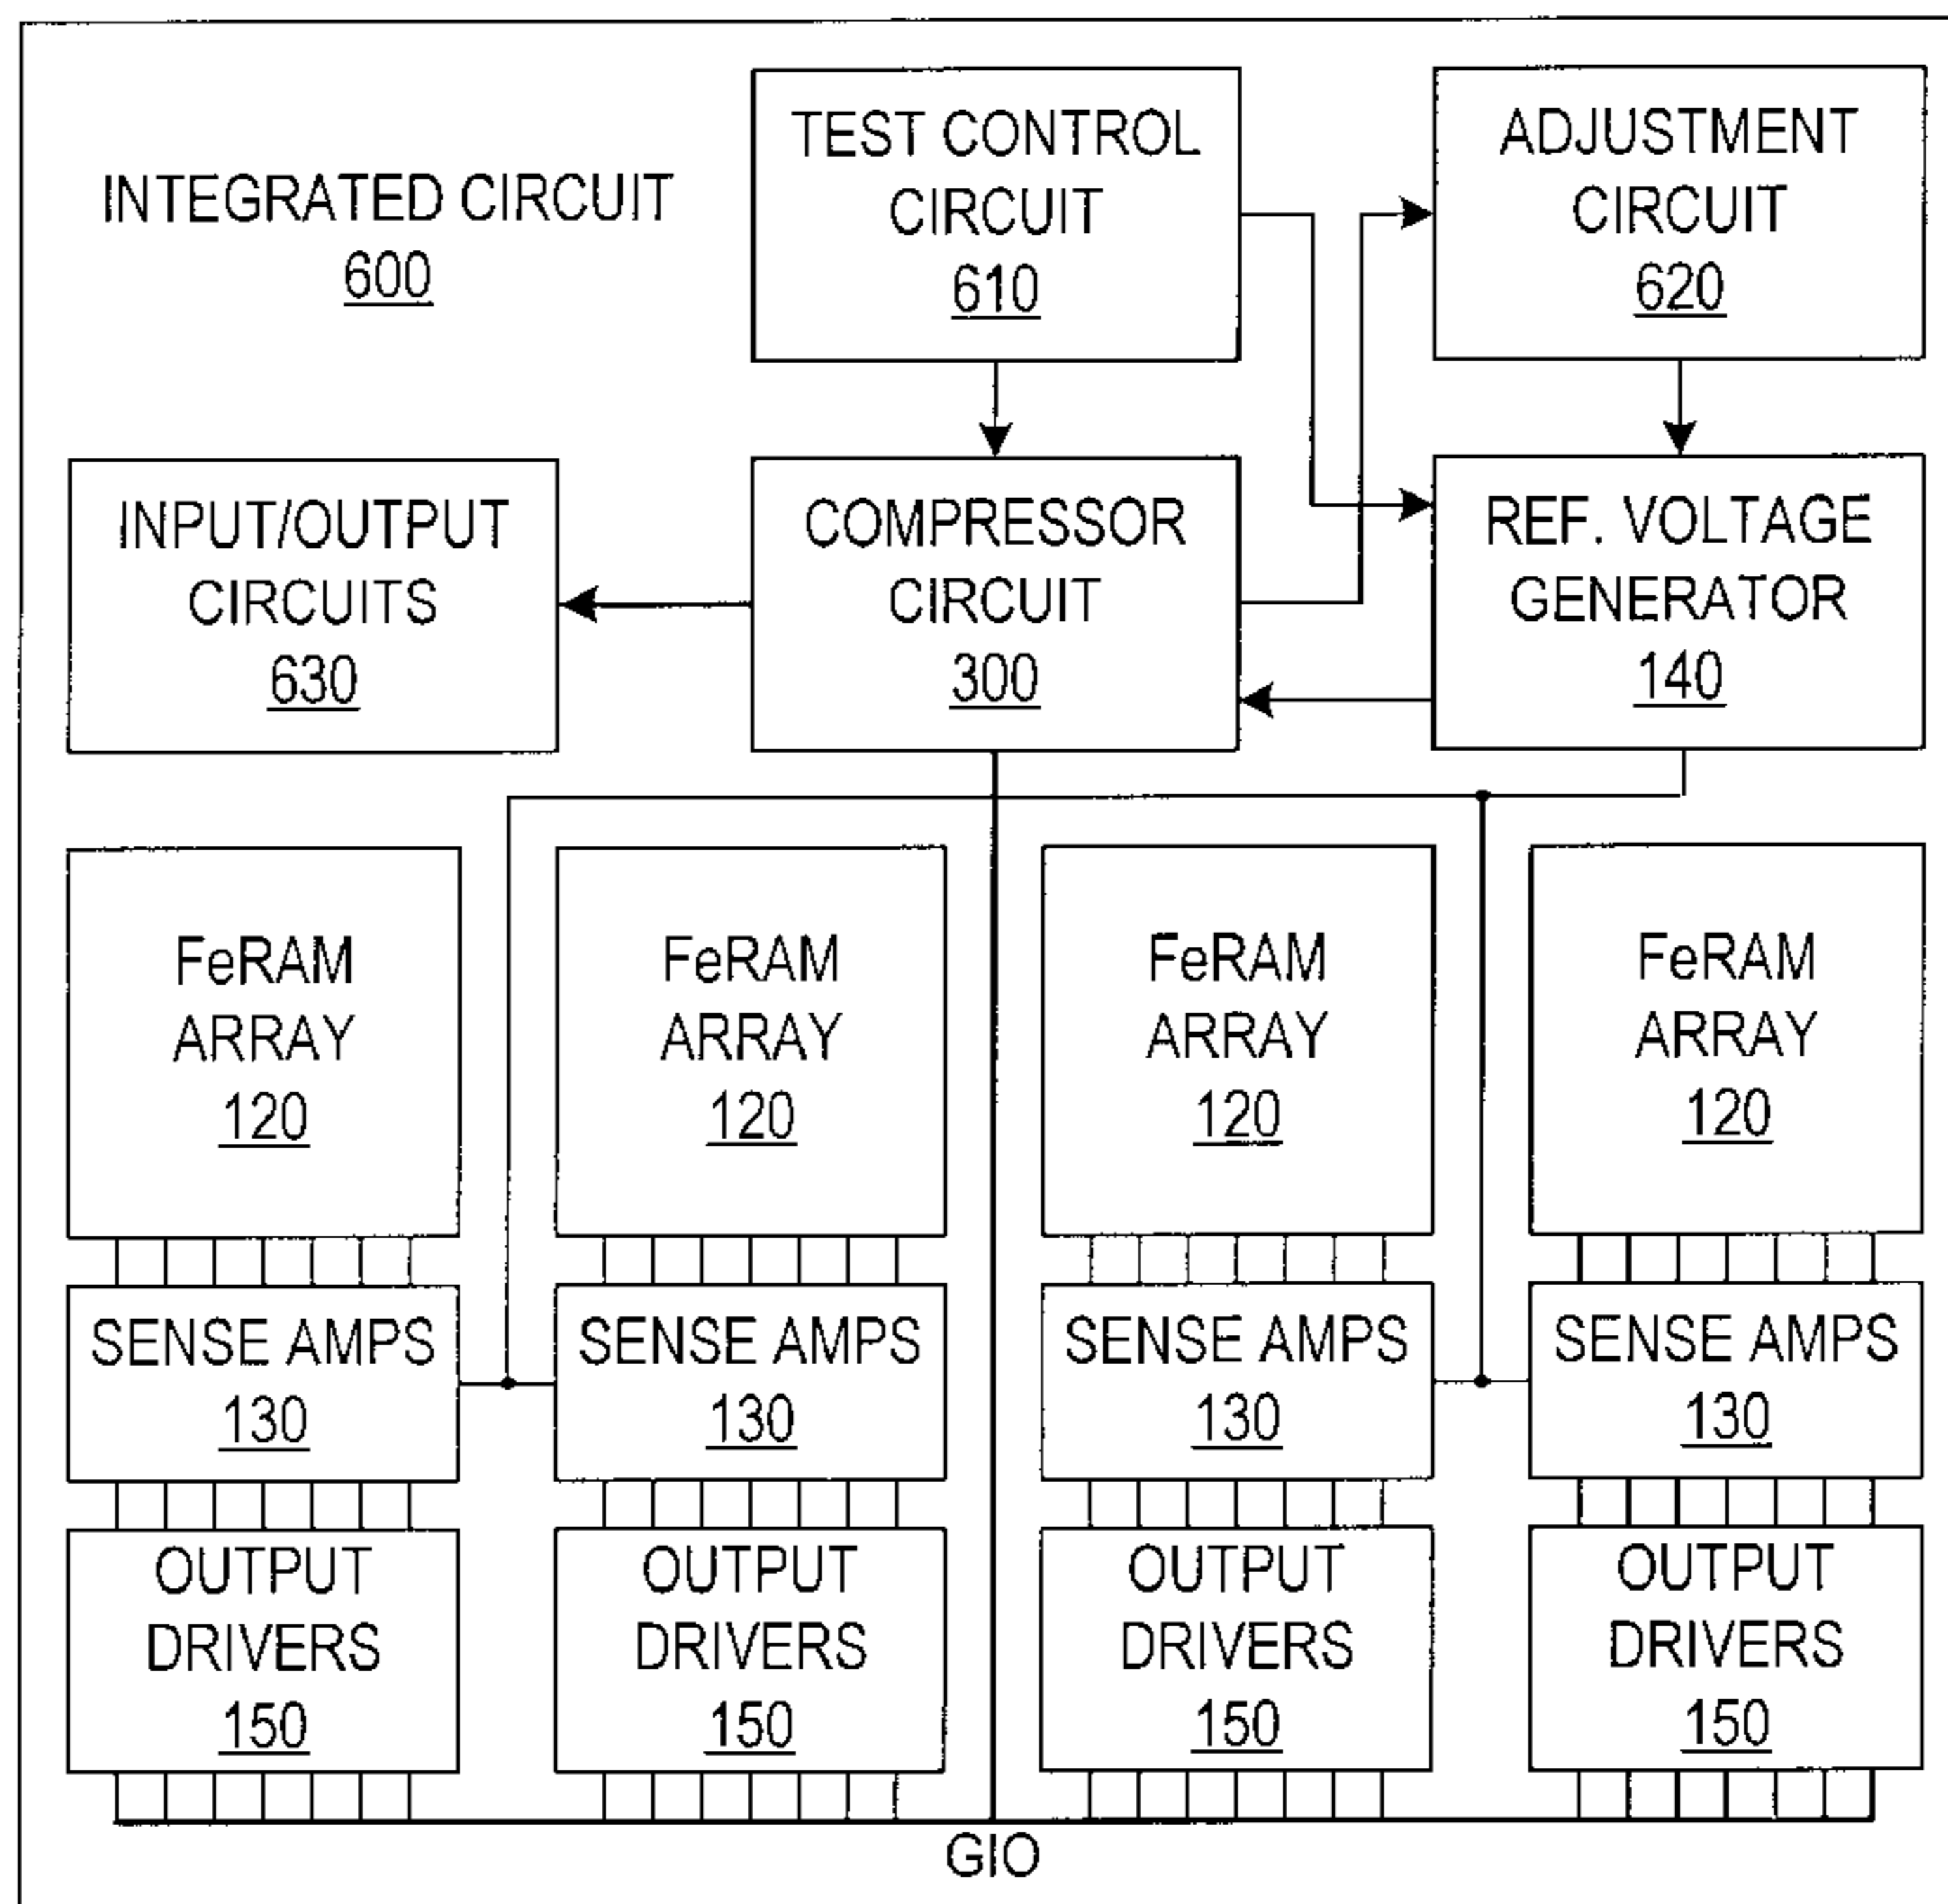 INTEGRATED CIRCUIT
600
TEST CONTROL
CIRCUIT
610
ADJUSTMENT
CIRCUIT
620
INPUT/OUTPUT
CIRCUITS
630
COMPRESSOR
CIRCUIT
300
REF. VOLTAGE
GENERATOR
140
FeRAM
ARRAY
120
FeRAM
ARRAY
120
FeRAM
ARRAY
120
FeRAM
ARRAY
120
SENSE AMPS
130
SENSE AMPS
130
SENSE AMPS
130
SENSE AMPS
130
OUTPUT
DRIVERS
150
OUTPUT
DRIVERS
150
OUTPUT
DRIVERS
150
OUTPUT
DRIVERS
150
GIO